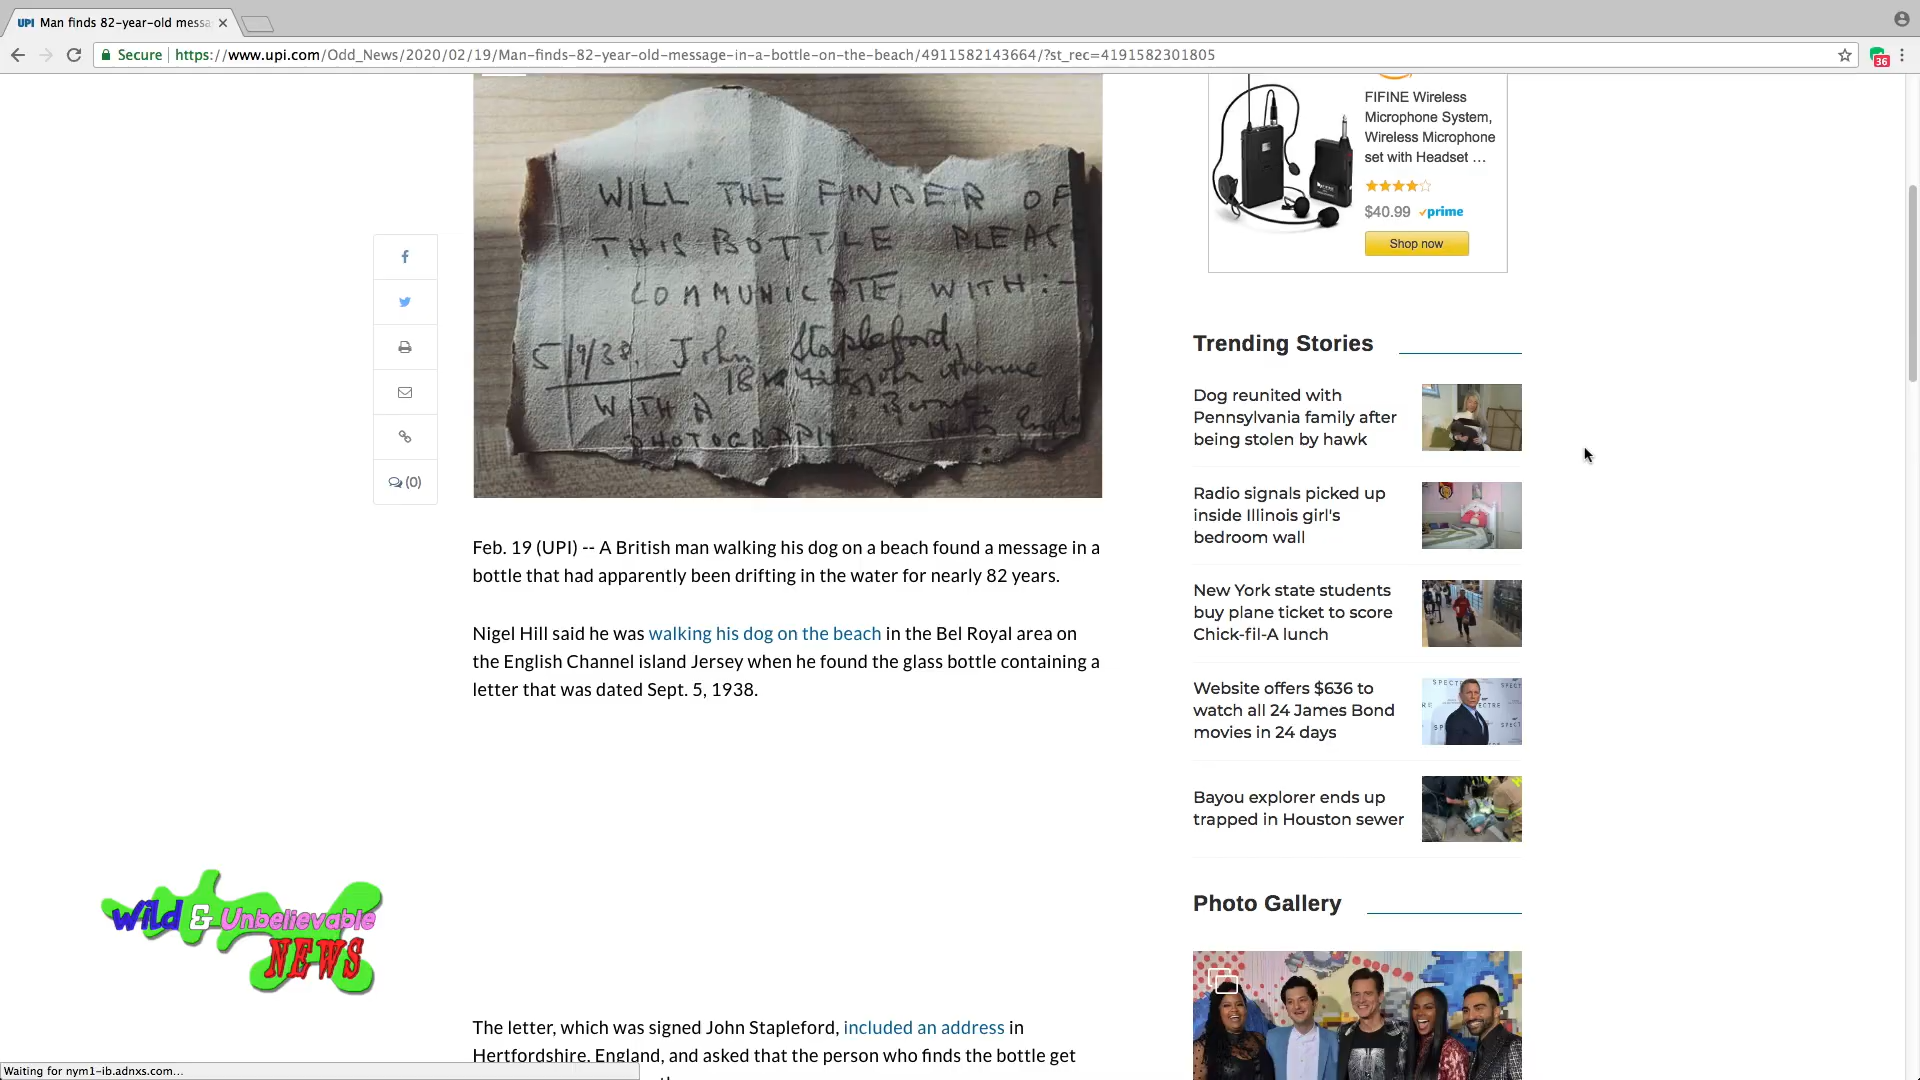 UPI Man finds 82-year-old messa
Secure https://www.upi.com/Odd_News/2020/02/19/Man-finds-82-year-old-message-in-a-bottle-on-the-beach/4911582143664/?st_rec=4191582301805
36
WILL THE FINDER OF
THIS BOTTLE PLEAS
COMMUNICATE, WITH:-
5/9/38. John Stapleford,
18 Avenue
WITH A
PHOTOGRAPH
(0)
Feb. 19 (UPI) -- A British man walking his dog on a beach found a message in a
bottle that had apparently been drifting in the water for nearly 82 years.
Nigel Hill said he was walking his dog on the beach in the Bel Royal area on
the English Channel island Jersey when he found the glass bottle containing a
letter that was dated Sept. 5, 1938.
The letter, which was signed John Stapleford, included an address in
Hertfordshire, England, and asked that the person who finds the bottle get
FIFINE Wireless
Microphone System,
Wireless Microphone
set with Headset ...
$40.99 prime
Shop now
Trending Stories
Dog reunited with
Pennsylvania family after
being stolen by hawk
Radio signals picked up
inside Illinois girl's
bedroom wall
New York state students
buy plane ticket to score
Chick-fil-A lunch
Website offers $636 to
watch all 24 James Bond
movies in 24 days
Bayou explorer ends up
trapped in Houston sewer
Photo Gallery
Wild & Unbelievable
NEWS
Waiting for nym1-ib.adnxs.com...